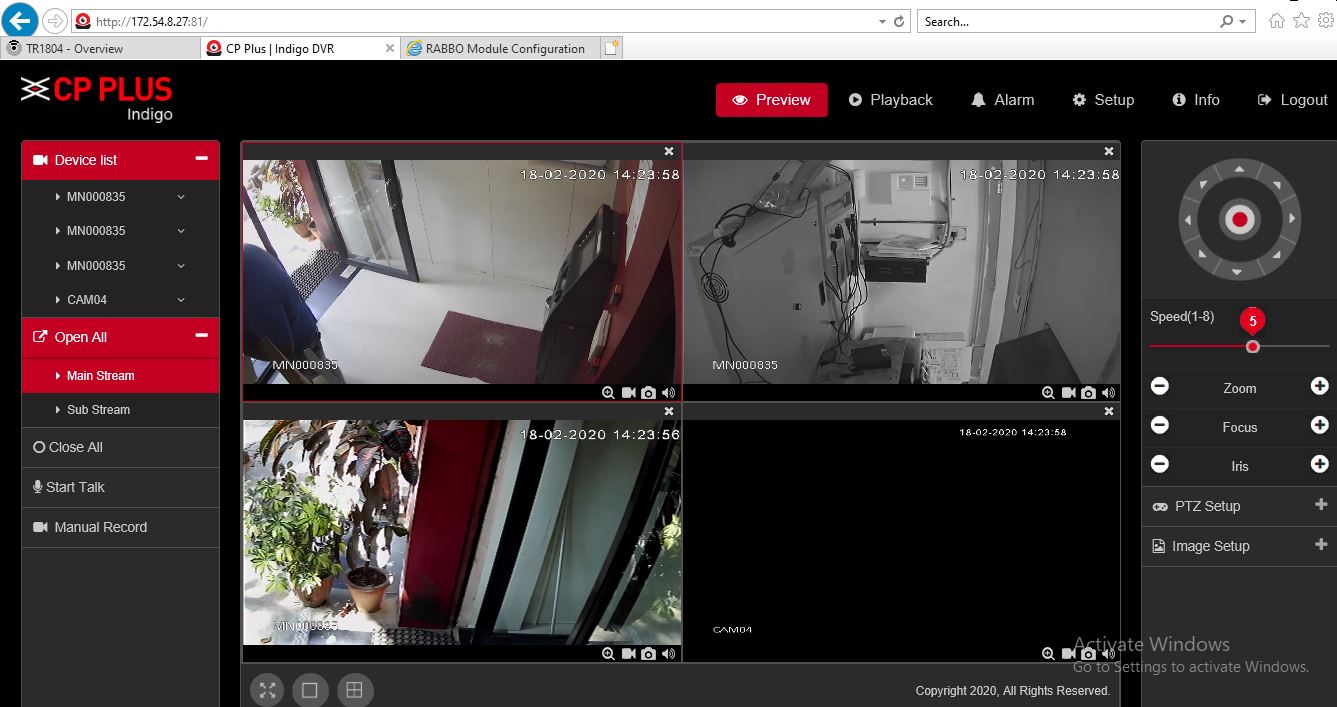 http://172.54.8.27:81/
Search...
TR1804 - Overview
CP Plus | Indigo DVR
RABBO Module Configuration
CP PLUS
Indigo
Preview
Playback
Alarm
Setup
Info
Logout
Device list
MN000835
MN000835
MN000835
CAM04
Open All
Main Stream
Sub Stream
Close All
Start Talk
Manual Record
18-02-2020 14:23:58
MN000835
18-02-2020 14:23:58
MN000835
18-02-2020 14:23:56
MN000835
18-02-2020 14:23:58
CAM04
Speed(1-8)
5
Zoom
Focus
Iris
PTZ Setup
Image Setup
Activate Windows
Go to Settings to activate Windows.
Copyright 2020, All Rights Reserved.